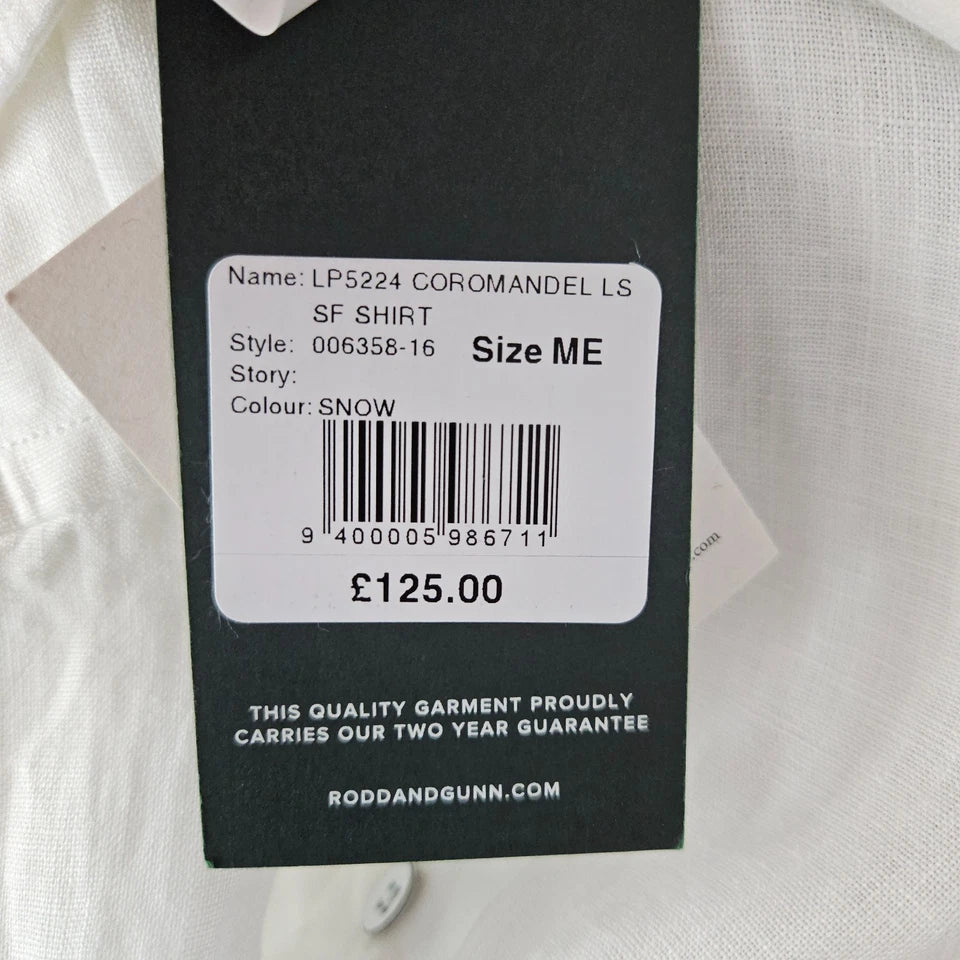 Name: LP5224 COROMANDEL LS
SF SHIRT
Style: 006358-16 Size ME
Story:
Colour: SNOW
9 400005 986711
£125.00
THIS QUALITY GARMENT PROUDLY
CARRIES OUR TWO YEAR GUARANTEE
RODDANDGUNN.COM
.com